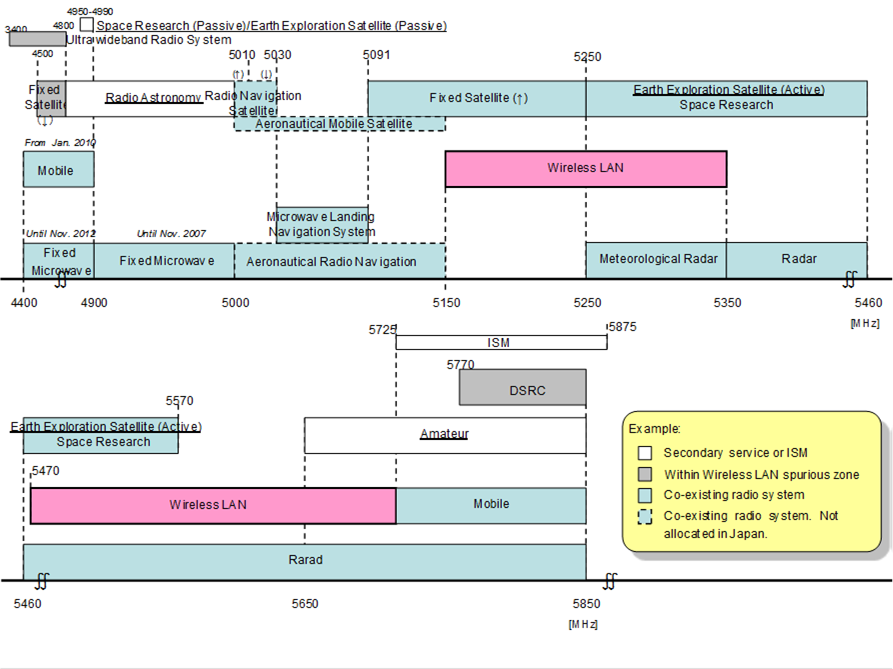 4950-4990
Space Research (Passive)/Earth Exploration Satellite (Passive)
3400
4800
Ultra wideband Radio System
4500
5010
5030
5091
5250
(↑)
(↓)
Fixed
Satellite
(↓)
Radio Astronomy
Radio Navigation
Satellite
Fixed Satellite (↑)
Earth Exploration Satellite (Active)
Space Research
Aeronautical Mobile Satellite
From Jan. 2010
Mobile
Wireless LAN
Microwave Landing
Navigation System
Until Nov. 2012
Until Nov. 2007
Fixed
Microwave
Fixed Microwave
Aeronautical Radio Navigation
Meteorological Radar
Radar
4400
4900
5000
5150
5250
5350
5460
[MHz]
5725
5875
ISM
5770
DSRC
5570
Earth Exploration Satellite (Active)
Space Research
Amateur
5470
Wireless LAN
Mobile
Rarad
5460
5650
5850
[MHz]
Example:
Secondary service or ISM
Within Wireless LAN spurious zone
Co-existing radio system
Co-existing radio system. Not
allocated in Japan.